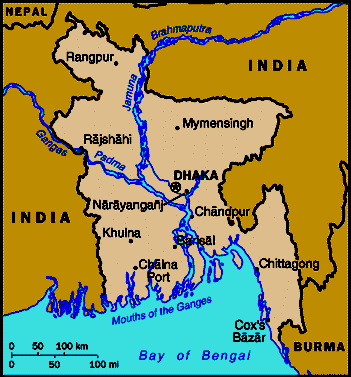 NEPAL
Brahmaputra
Rangpur
INDIA
Jamuna
Ganges
Mymensingh
Rājshāhi
Padma
DHAKA
Nārāyanganj
INDIA
Chāndpur
Khulna
Barisāl
Chālna
Port
Chittagong
Mouths of the Ganges
Cox's
Bāzār
BURMA
0 50 100 km
0 50 100 mi
Bay of Bengal